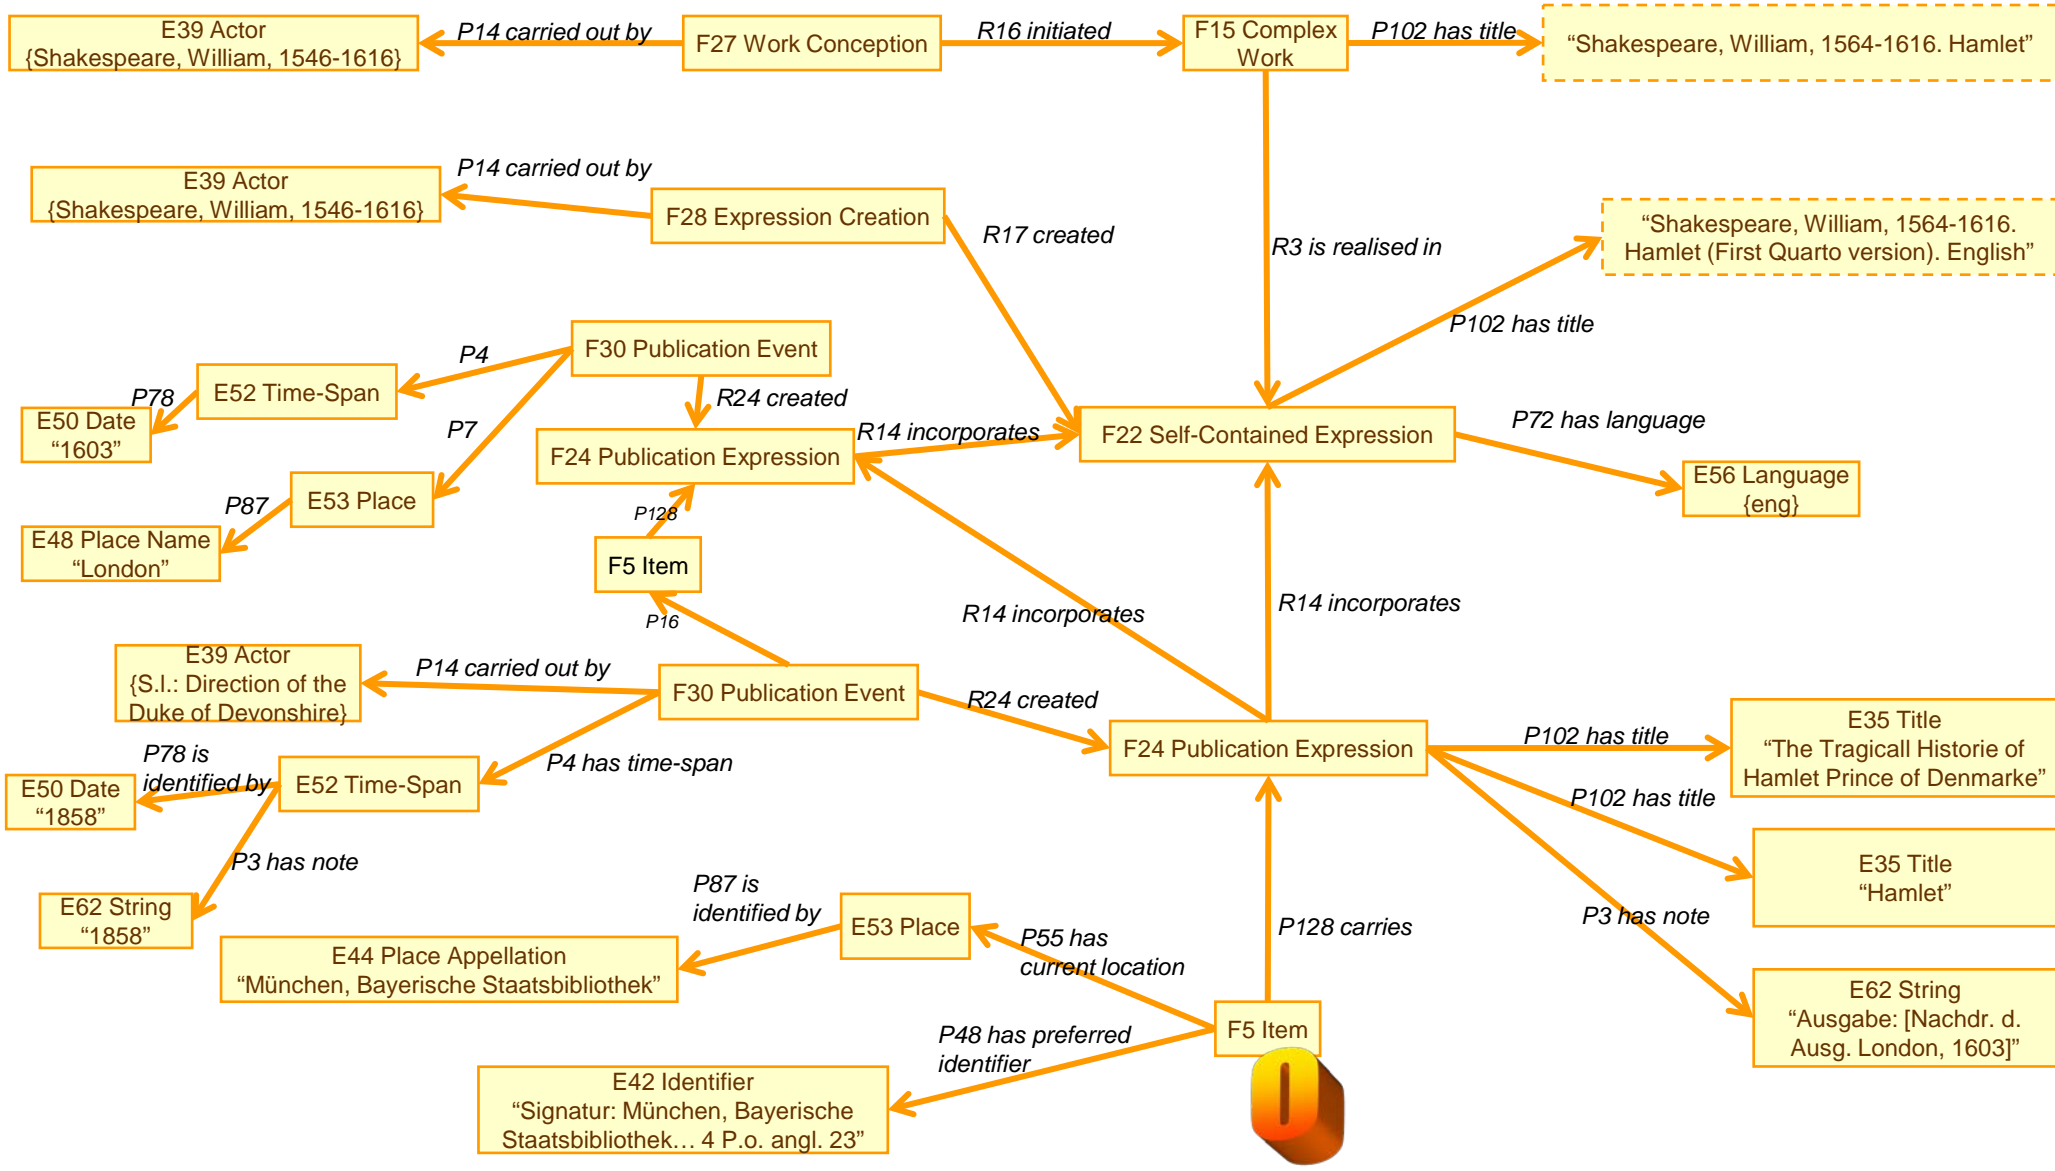 E39 Actor
{Shakespeare, William, 1546-1616}
P14 carried out by
F27 Work Conception
R16 initiated
F15 Complex
Work
P102 has title
“Shakespeare, William, 1564-1616. Hamlet”
E39 Actor
{Shakespeare, William, 1546-1616}
P14 carried out by
F28 Expression Creation
R17 created
R3 is realised in
“Shakespeare, William, 1564-1616.
Hamlet (First Quarto version). English”
P102 has title
F30 Publication Event
P4
E52 Time-Span
P78
E50 Date
“1603”
R24 created
P7
F24 Publication Expression
R14 incorporates
F22 Self-Contained Expression
P72 has language
E56 Language
{eng}
E53 Place
P87
E48 Place Name
“London”
P128
F5 Item
P16
R14 incorporates
R14 incorporates
E39 Actor
{S.l.: Direction of the
Duke of Devonshire}
P14 carried out by
F30 Publication Event
R24 created
F24 Publication Expression
P102 has title
E35 Title
“The Tragicall Historie of
Hamlet Prince of Denmarke”
P78 is
identified by
E50 Date
“1858”
E52 Time-Span
P4 has time-span
P102 has title
E35 Title
“Hamlet”
P3 has note
E62 String
“1858”
P87 is
identified by
E53 Place
P55 has
current location
P128 carries
P3 has note
E44 Place Appellation
“München, Bayerische Staatsbibliothek”
F5 Item
E62 String
“Ausgabe: [Nachdr. d.
Ausg. London, 1603]”
P48 has preferred
identifier
E42 Identifier
“Signatur: München, Bayerische
Staatsbibliothek… 4 P.o. angl. 23”
0